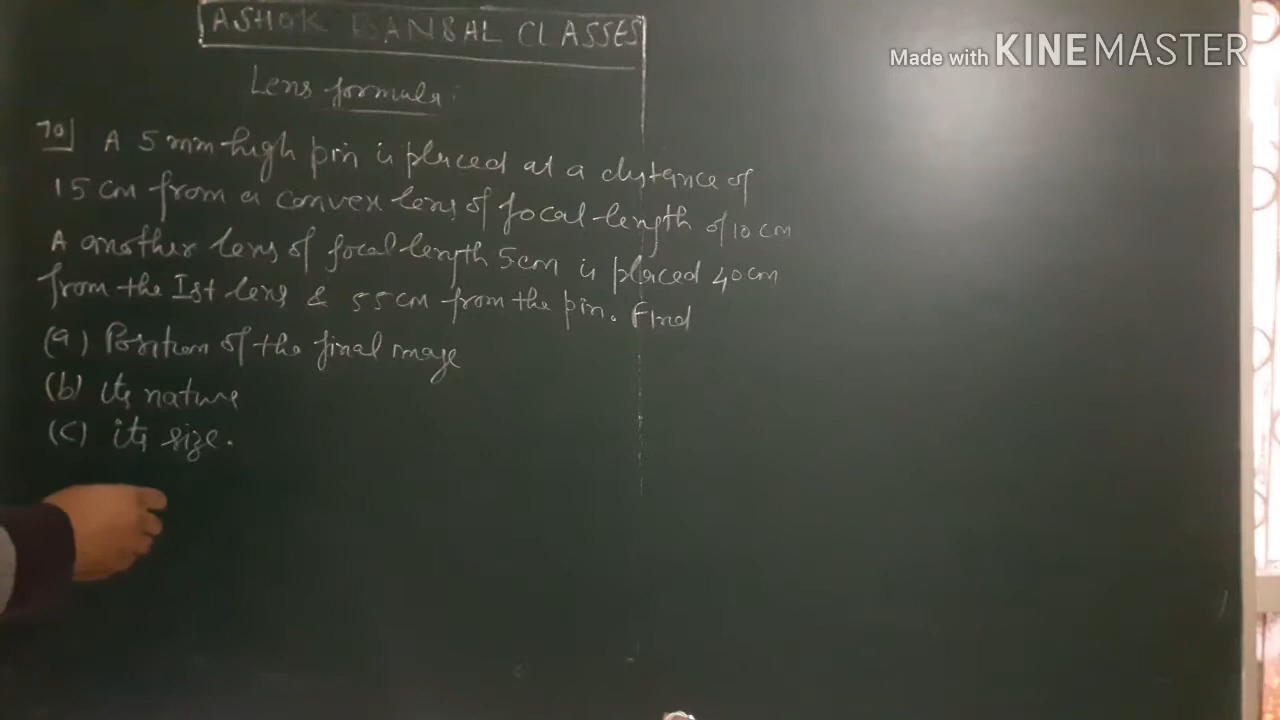 ASHOK BANSAL CLASSES
Made with KINEMASTER
Lens formula:
70] A 5 mm high pin is placed at a distance of
15 cm from a convex lens of focal length of 10 cm
A another lens of focal length 5cm is placed 40 cm
from the Ist lens & 55 cm from the pin. Find
(a) Position of the final image
(b) its nature
(c) its size.